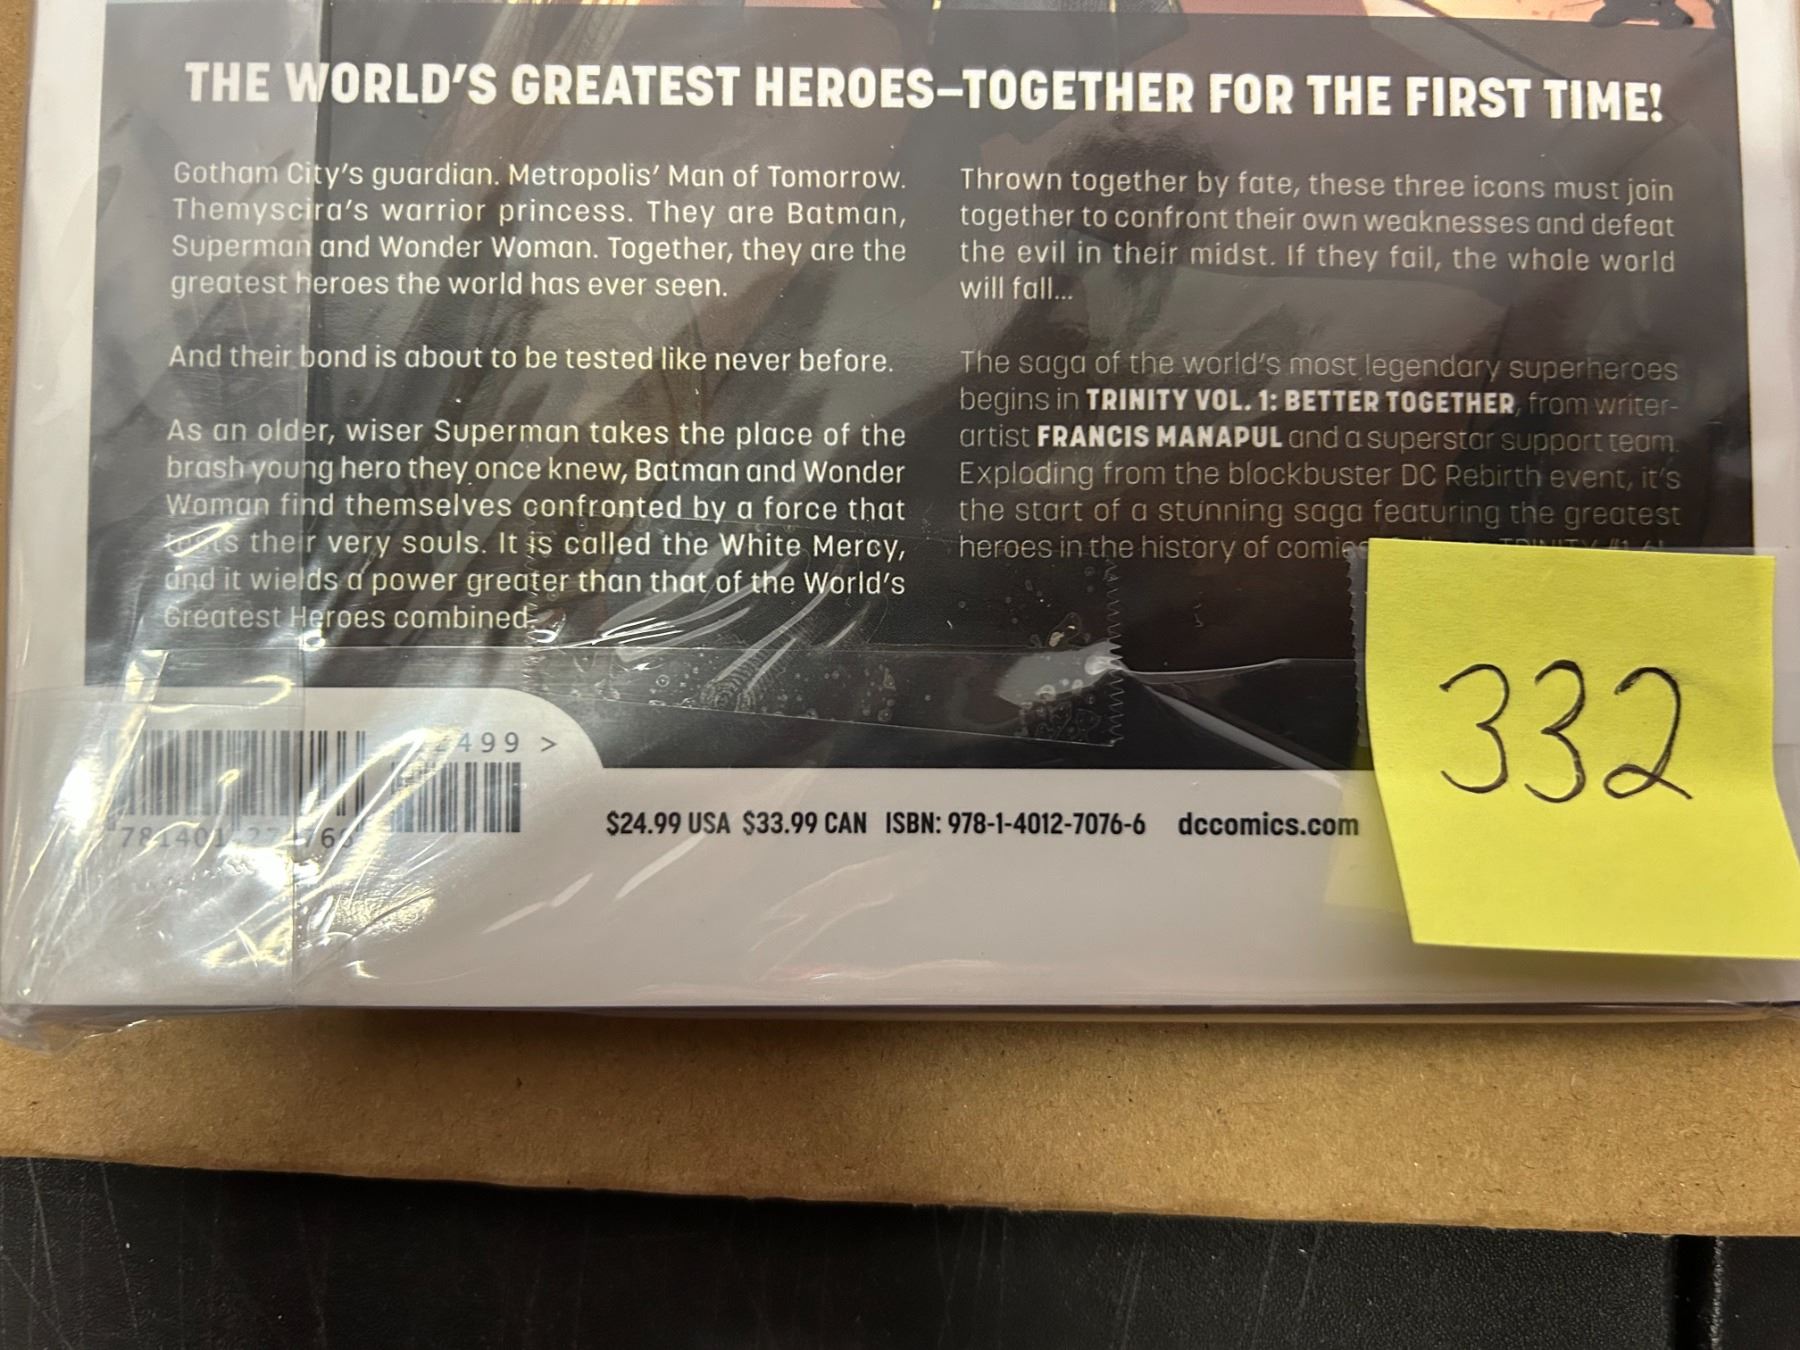 THE WORLD'S GREATEST HEROES—TOGETHER FOR THE FIRST TIME!
Gotham City's guardian. Metropolis' Man of Tomorrow.
Themyscira's warrior princess. They are Batman,
Superman and Wonder Woman. Together, they are the
greatest heroes the world has ever seen.
And their bond is about to be tested like never before.
As an older, wiser Superman takes the place of the
brash young hero they once knew, Batman and Wonder
Woman find themselves confronted by a force that
tests their very souls. It is called the White Mercy,
and it wields a power greater than that of the World's
Greatest Heroes combined.
Thrown together by fate, these three icons must join
together to confront their own weaknesses and defeat
the evil in their midst. If they fail, the whole world
will fall...
The saga of the world's most legendary superheroes
begins in TRINITY VOL. 1: BETTER TOGETHER, from writer-
artist FRANCIS MANAPUL and a superstar support team.
Exploding from the blockbuster DC Rebirth event, it's
the start of a stunning saga featuring the greatest
heroes in the history of
332
2499 >
$24.99 USA $33.99 CAN ISBN: 978-1-4012-7076-6 dccomics.com